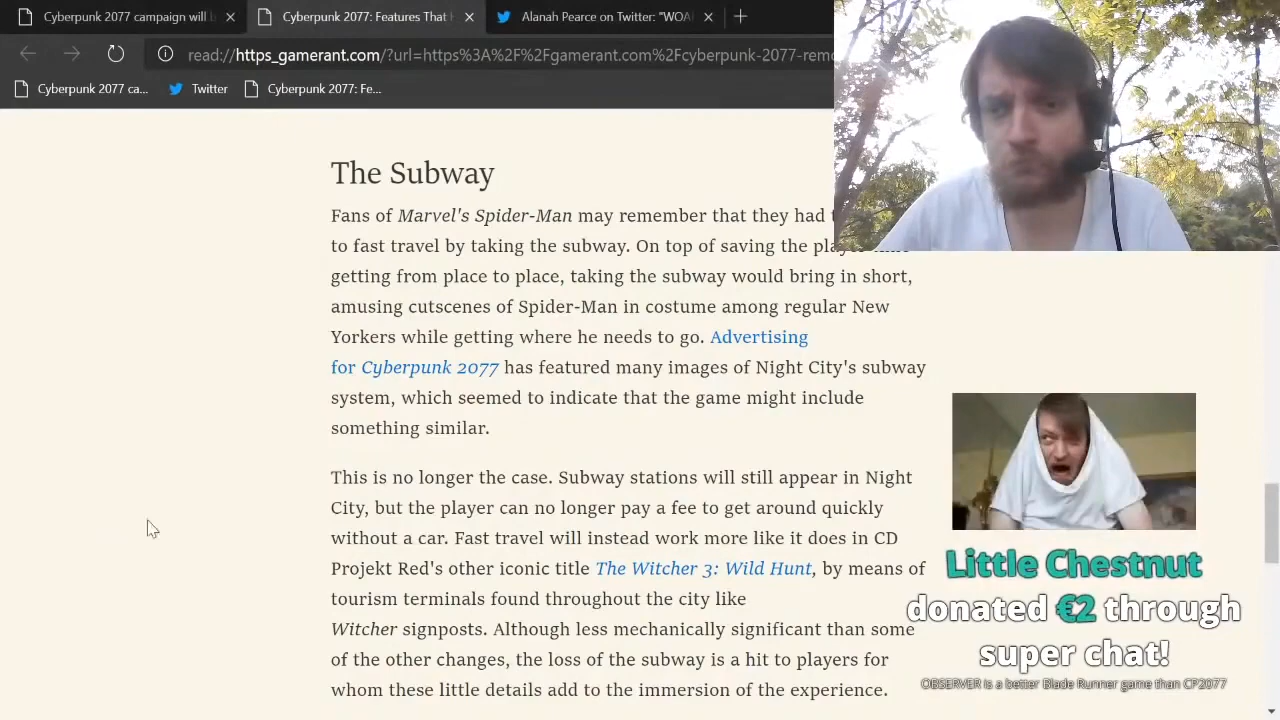 Cyberpunk 2077 campaign will b
Cyberpunk 2077: Features That
Alanah Pearce on Twitter: "WOA
read://https_gamerant.com/?url=https%3A%2F%2Fgamerant.com%2Fcyberpunk-2077-remo
Cyberpunk 2077 ca...
Twitter
Cyberpunk 2077: Fe...
The Subway
Fans of Marvel's Spider-Man may remember that they had
to fast travel by taking the subway. On top of saving the
getting from place to place, taking the subway would bring in short,
amusing cutscenes of Spider-Man in costume among regular New
Yorkers while getting where he needs to go. Advertising
for Cyberpunk 2077 has featured many images of Night City's subway
system, which seemed to indicate that the game might include
something similar.
This is no longer the case. Subway stations will still appear in Night
City, but the player can no longer pay a fee to get around quickly
without a car. Fast travel will instead work more like it does in CD
Projekt Red's other iconic title The Witcher 3: Wild Hunt, by means of
tourism terminals found throughout the city like
Witcher signposts. Although less mechanically significant than some
of the other changes, the loss of the subway is a hit to players for
whom these little details add to the immersion of the experience.
Little Chestnut
donated €2 through
super chat!
OBSERVER is a better Blade Runner game than CP2077